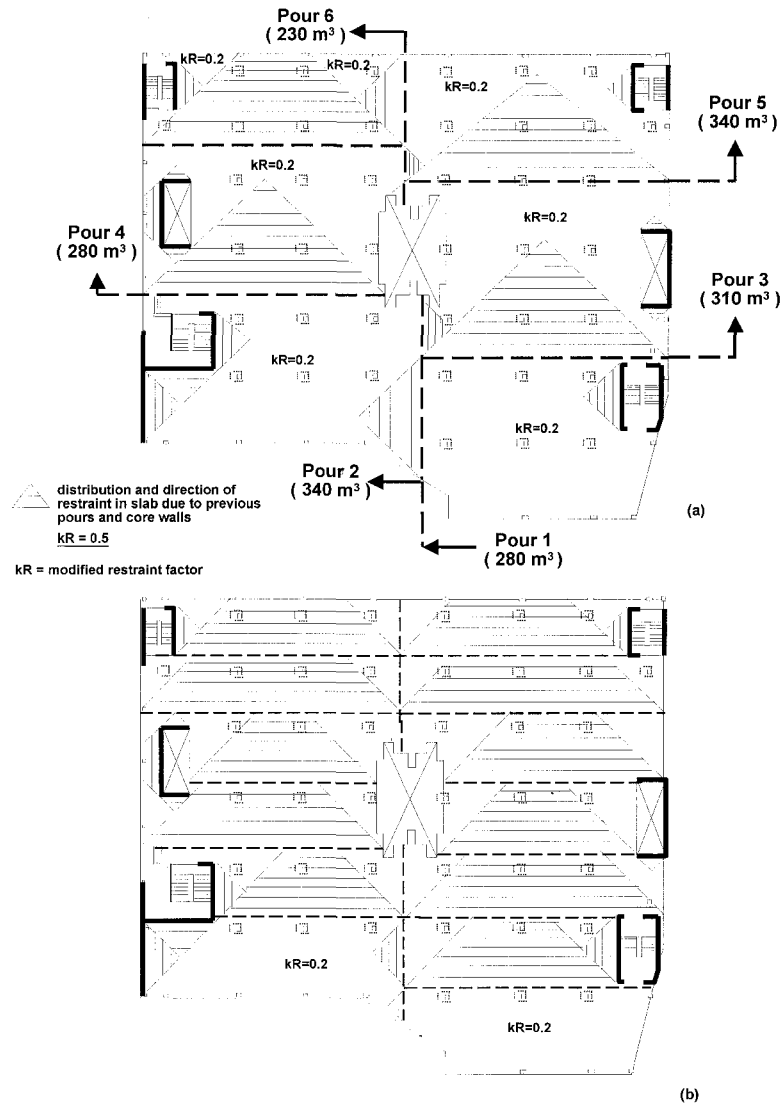 Pour 6
( 230 m³ )
kR=0.2
kR=0.2
kR=0.2
Pour 5
( 340 m³ )
kR=0.2
kR=0.2
Pour 4
( 280 m³ )
Pour 3
( 310 m³ )
kR=0.2
kR=0.2
Pour 2
( 340 m³ )
distribution and direction of
restraint in slab due to previous
pours and core walls
kR = 0.5
(a)
Pour 1
( 280 m³ )
kR = modified restraint factor
kR=0.2
kR=0.2
(b)